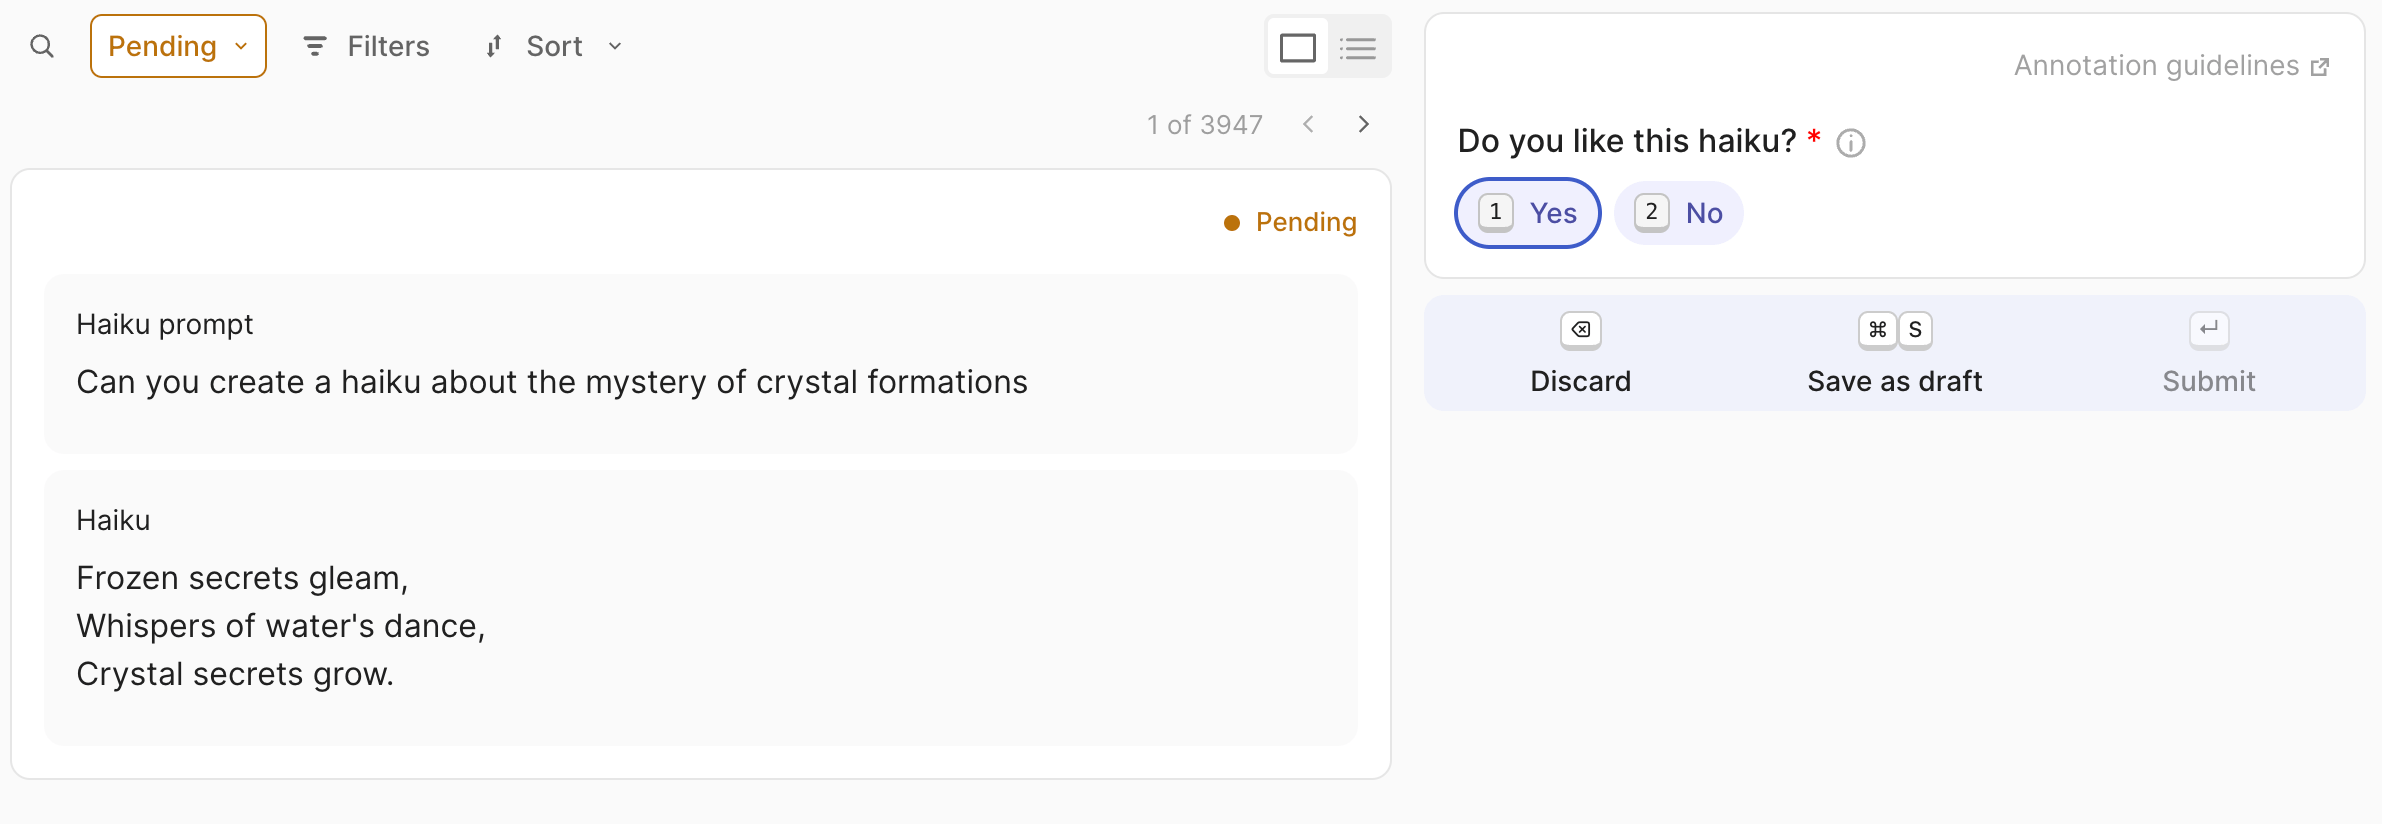 Pending
Filters
Sort
1 of 3947
Pending
Haiku prompt
Can you create a haiku about the mystery of crystal formations
Haiku
Frozen secrets gleam,
Whispers of water's dance,
Crystal secrets grow.
Annotation guidelines
Do you like this haiku? *
1 Yes
2 No
⌘ S
Discard
Save as draft
Submit